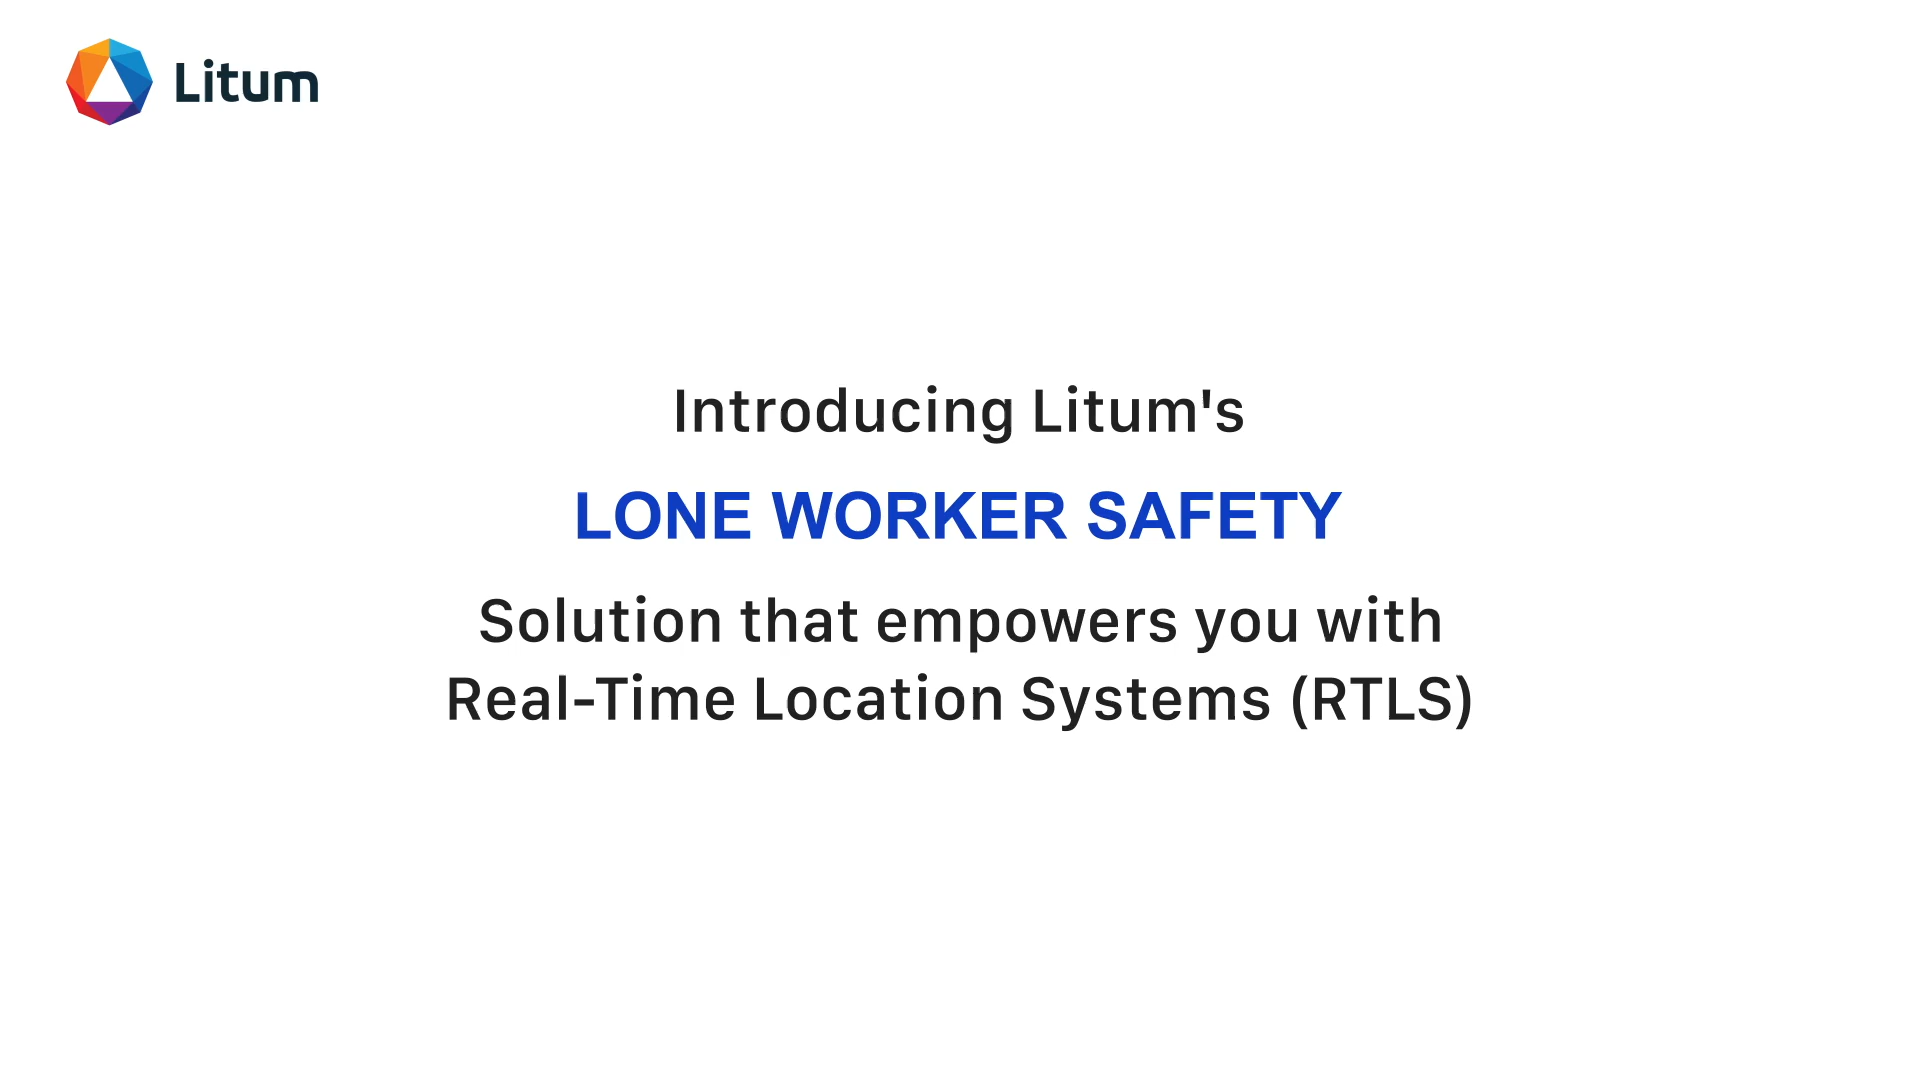 Litum
Introducing Litum's
LONE WORKER SAFETY
Solution that empowers you with
Real-Time Location Systems (RTLS)